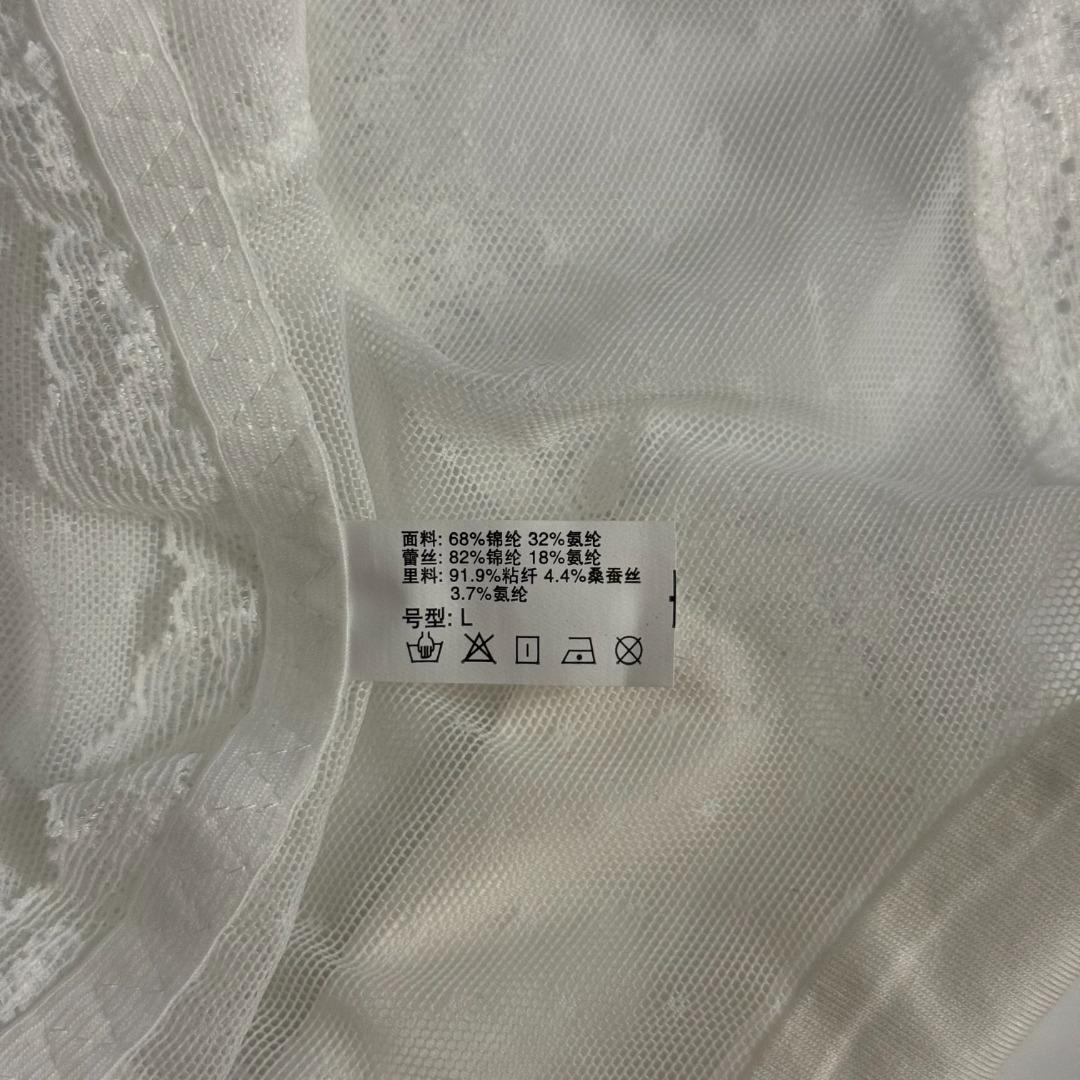 面料: 68%锦纶 32%氨纶
蕾丝: 82%锦纶 18%氨纶
里料: 91.9%粘纤 4.4%桑蚕丝
3.7%氨纶
号型: L